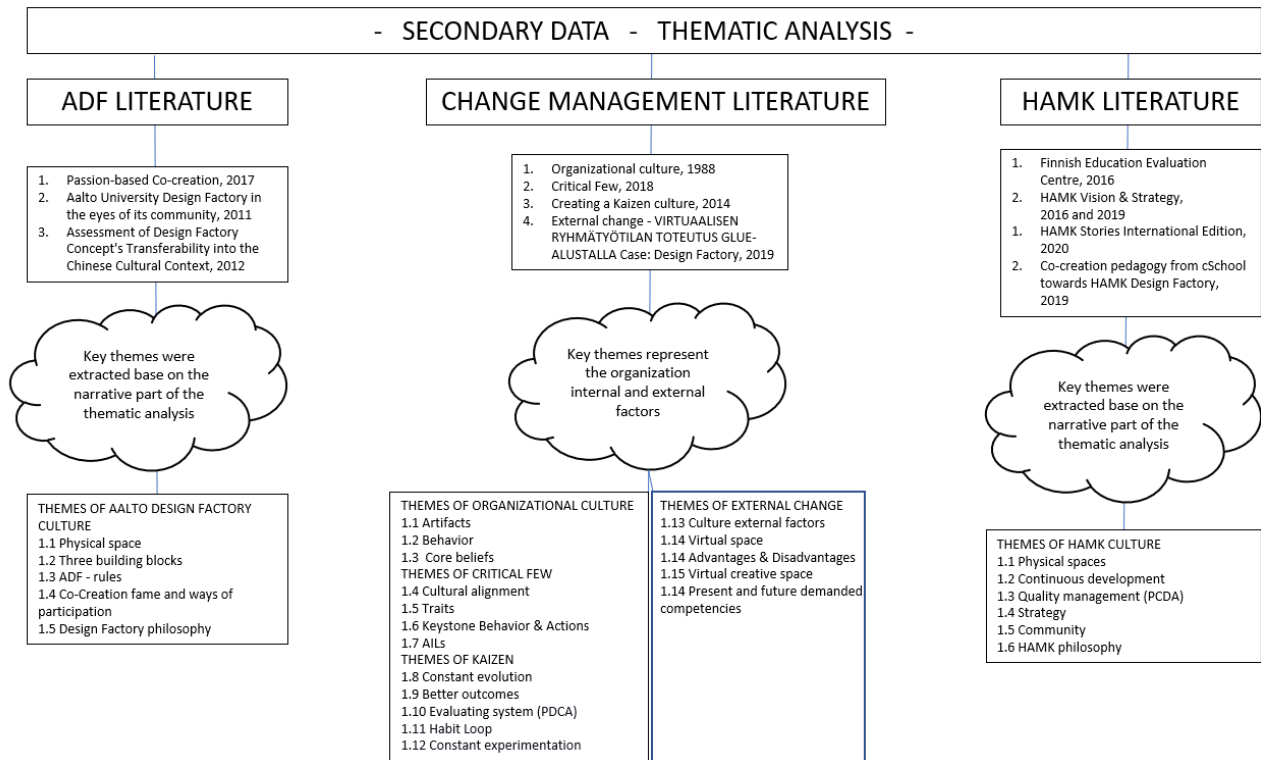 - SECONDARY DATA - THEMATIC ANALYSIS -
ADF LITERATURE
1. Passion-based Co-creation, 2017
2. Aalto University Design Factory in
the eyes of its community, 2011
3. Assessment of Design Factory
Concept's Transferability into the
Chinese Cultural Context, 2012
Key themes were
extracted base on the
narrative part of the
thematic analysis
THEMES OF AALTO DESIGN FACTORY
CULTURE
1.1 Physical space
1.2 Three building blocks
1.3 ADF - rules
1.4 Co-Creation fame and ways of
participation
1.5 Design Factory philosophy
CHANGE MANAGEMENT LITERATURE
1. Organizational culture, 1988
2. Critical Few, 2018
3. Creating a Kaizen culture, 2014
4. External change - VIRTUAALISEN
RYHMÄTYÖTILAN TOTEUTUS GLUE-
ALUSTALLA Case: Design Factory, 2019
Key themes represent
the organization
internal and external
factors
THEMES OF ORGANIZATIONAL CULTURE
1.1 Artifacts
1.2 Behavior
1.3 Core beliefs
THEMES OF CRITICAL FEW
1.4 Cultural alignment
1.5 Traits
1.6 Keystone Behavior & Actions
1.7 AILs
THEMES OF KAIZEN
1.8 Constant evolution
1.9 Better outcomes
1.10 Evaluating system (PDCA)
1.11 Habit Loop
1.12 Constant experimentation
THEMES OF EXTERNAL CHANGE
1.13 Culture external factors
1.14 Virtual space
1.14 Advantages & Disadvantages
1.15 Virtual creative space
1.14 Present and future demanded
competencies
HAMK LITERATURE
1. Finnish Education Evaluation
Centre, 2016
2. HAMK Vision & Strategy,
2016 and 2019
1. HAMK Stories International Edition,
2020
2. Co-creation pedagogy from cSchool
towards HAMK Design Factory,
2019
Key themes were
extracted base on the
narrative part of the
thematic analysis
THEMES OF HAMK CULTURE
1.1 Physical spaces
1.2 Continuous development
1.3 Quality management (PCDA)
1.4 Strategy
1.5 Community
1.6 HAMK philosophy